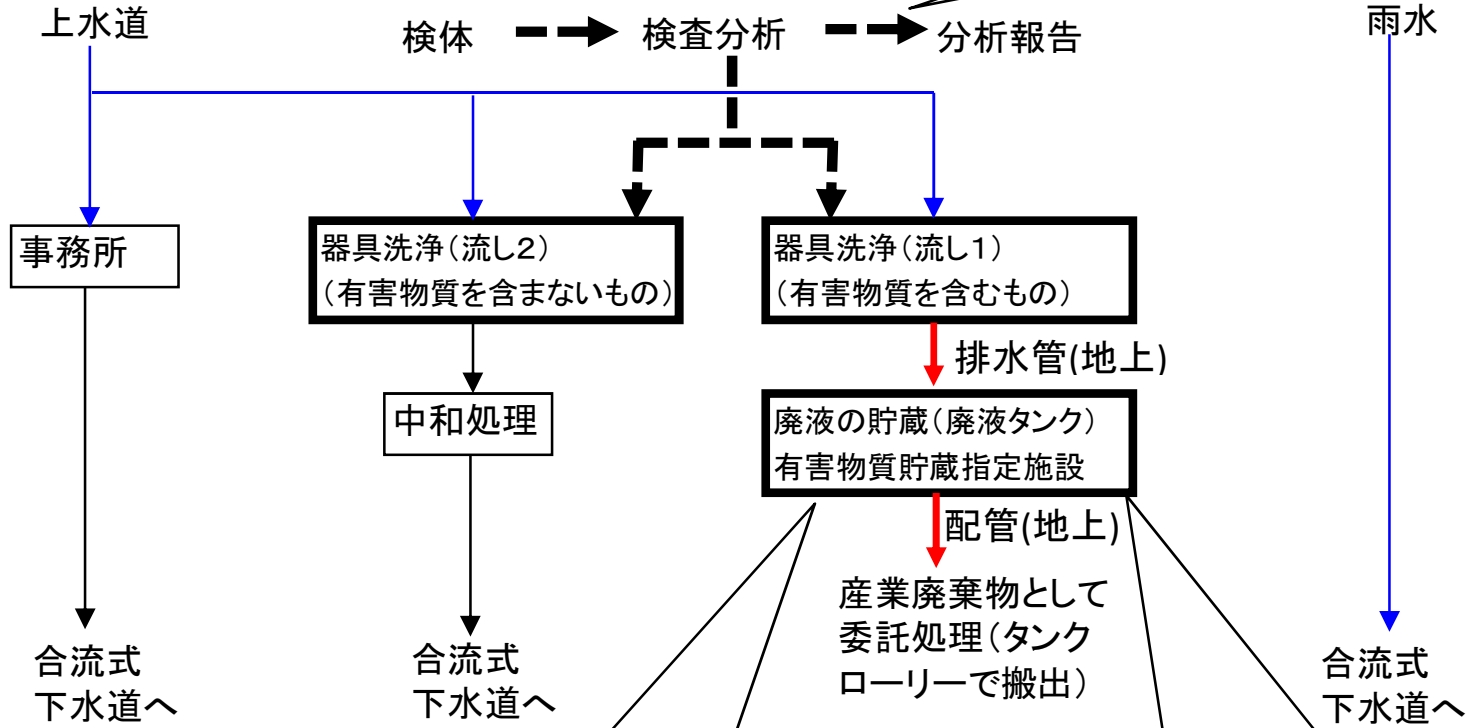 上水道
検体
検査分析
分析報告
雨水
事務所
器具洗浄（流し２）
（有害物質を含まないもの）
器具洗浄（流し１）
（有害物質を含むもの）
排水管(地上)
中和処理
廃液の貯蔵（廃液タンク）
有害物質貯蔵指定施設
配管(地上)
産業廃棄物として
委託処理（タンク
ローリーで搬出）
合流式
下水道へ
合流式
下水道へ
合流式
下水道へ